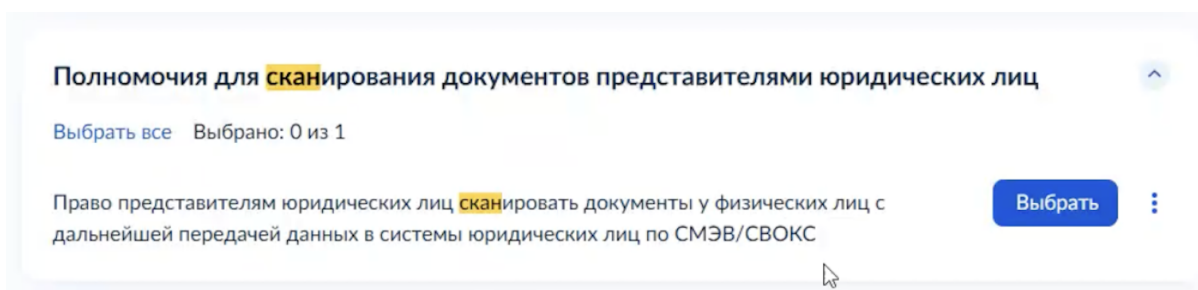 Полномочия для сканирования документов представителями юридических лиц
Выбрать все Выбрано: 0 из 1
Право представителям юридических лиц сканировать документы у физических лиц с
дальнейшей передачей данных в системы юридических лиц по СМЭВ/СВОКС
Выбрать